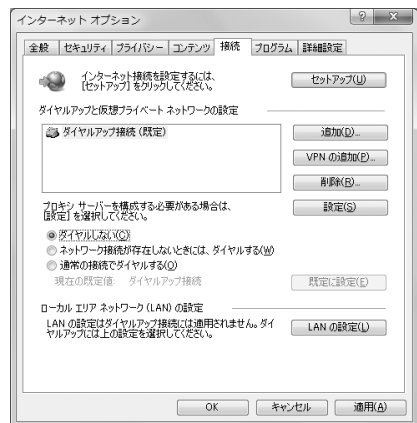 インターネット オプション
全般 セキュリティ プライバシー コンテンツ 接続 プログラム 詳細設定
インターネット接続を設定するには、
[セットアップ] をクリックしてください。
セットアップ(U)
ダイヤルアップと仮想プライベート ネットワークの設定
ダイヤルアップ接続 (既定)
追加(D)...
VPN の追加(P)...
削除(R)...
プロキシ サーバーを構成する必要がある場合は、
[設定] を選択してください。
設定(S)
ダイヤルしない(C)
ネットワーク接続が存在しないときには、ダイヤルする(W)
通常の接続でダイヤルする(O)
現在の既定値: ダイヤルアップ接続
既定に設定(E)
ローカル エリア ネットワーク (LAN) の設定
LAN の設定はダイヤルアップ接続には適用されません。ダイ
ヤルアップには上の設定を選択してください。
LAN の設定(L)
OK キャンセル 適用(A)